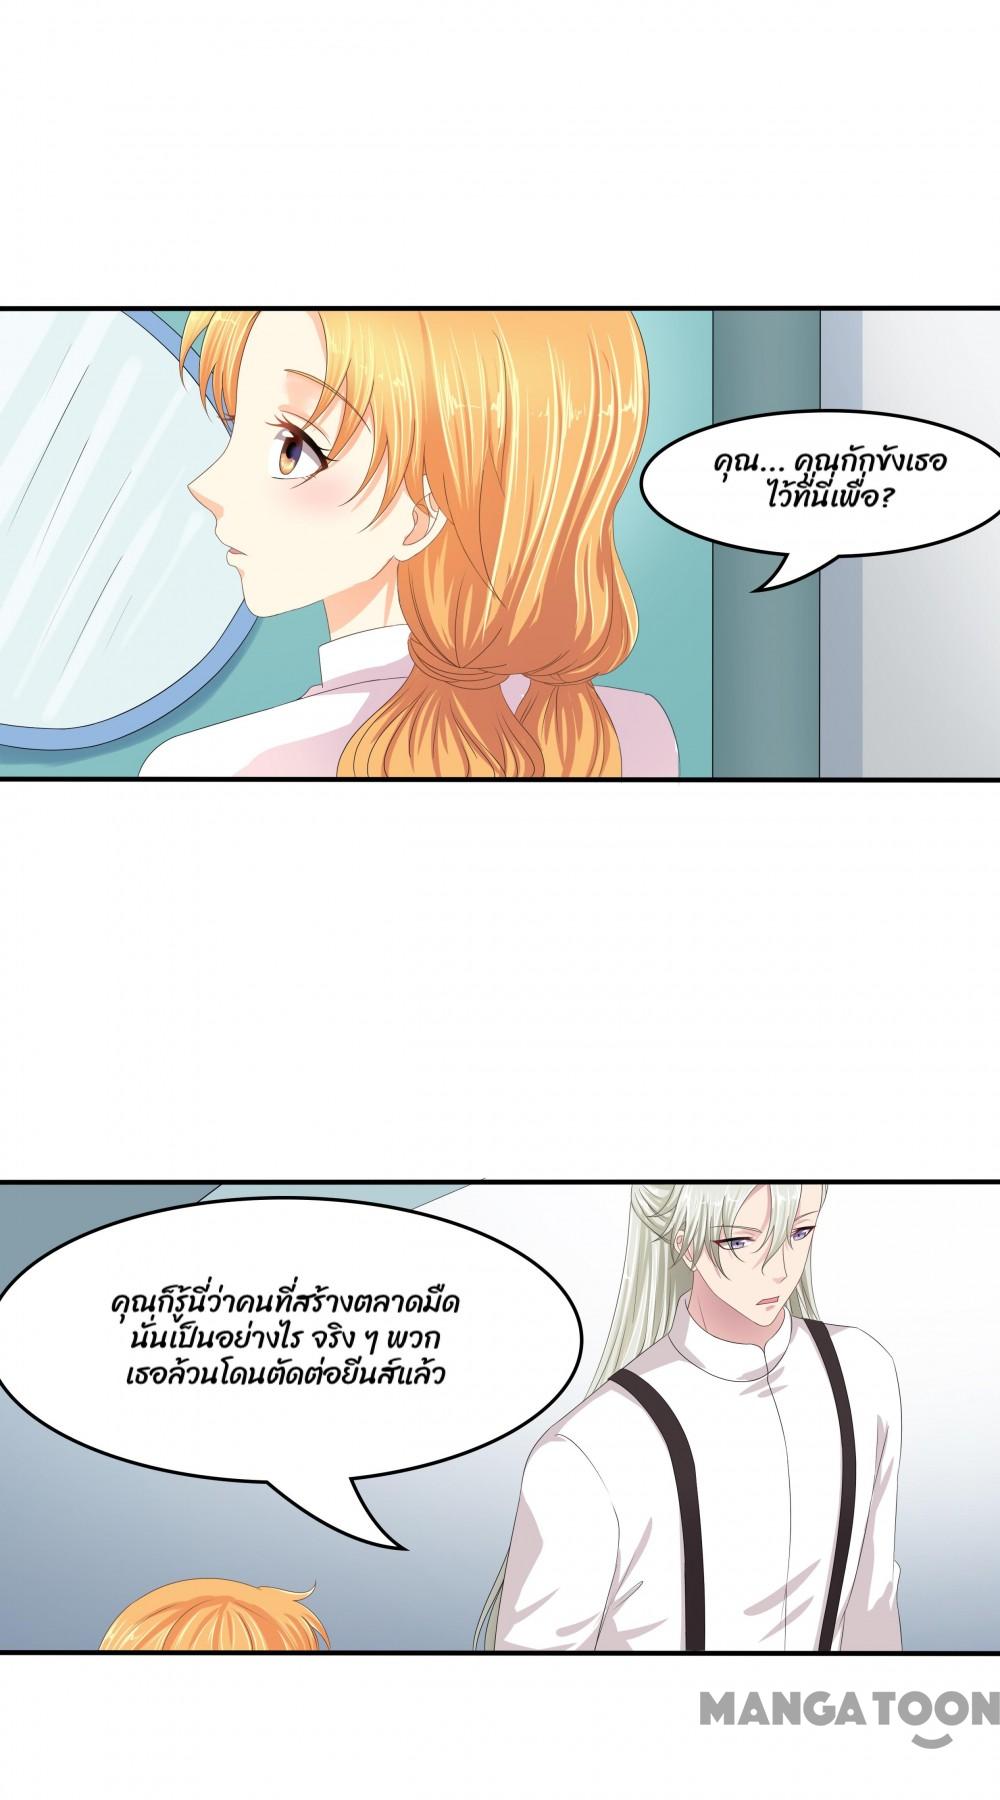 คุณ... คุณกักขังเธอ
ไว้ที่นี่เพื่อ?
คุณก็รู้นี่ว่าคนที่สร้างตลาดมืด
นั่นเป็นอย่างไร จริง ๆ พวก
เธอล้วนโดนตัดต่อยีนส์แล้ว
MANGATOON